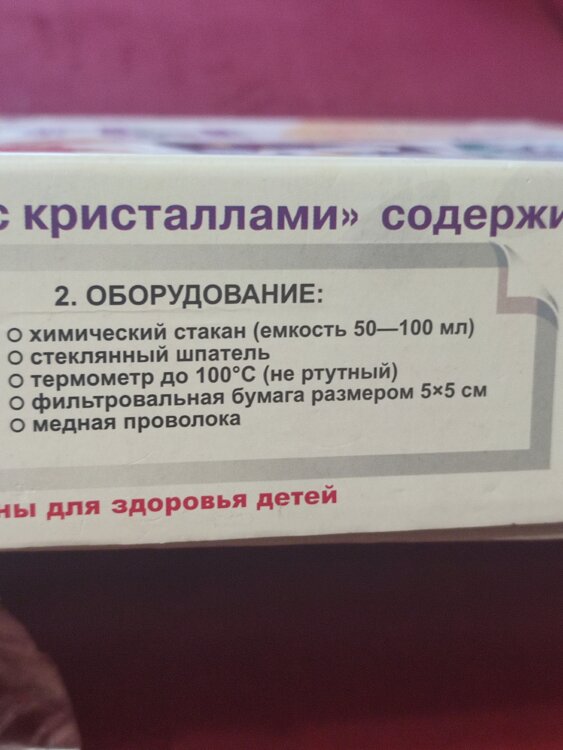 с кристаллами» содержи
2. ОБОРУДОВАНИЕ:
химический стакан (емкость 50—100 мл)
стеклянный шпатель
термометр до 100°С (не ртутный)
фильтровальная бумага размером 5×5 см
медная проволока
ны для здоровья детей